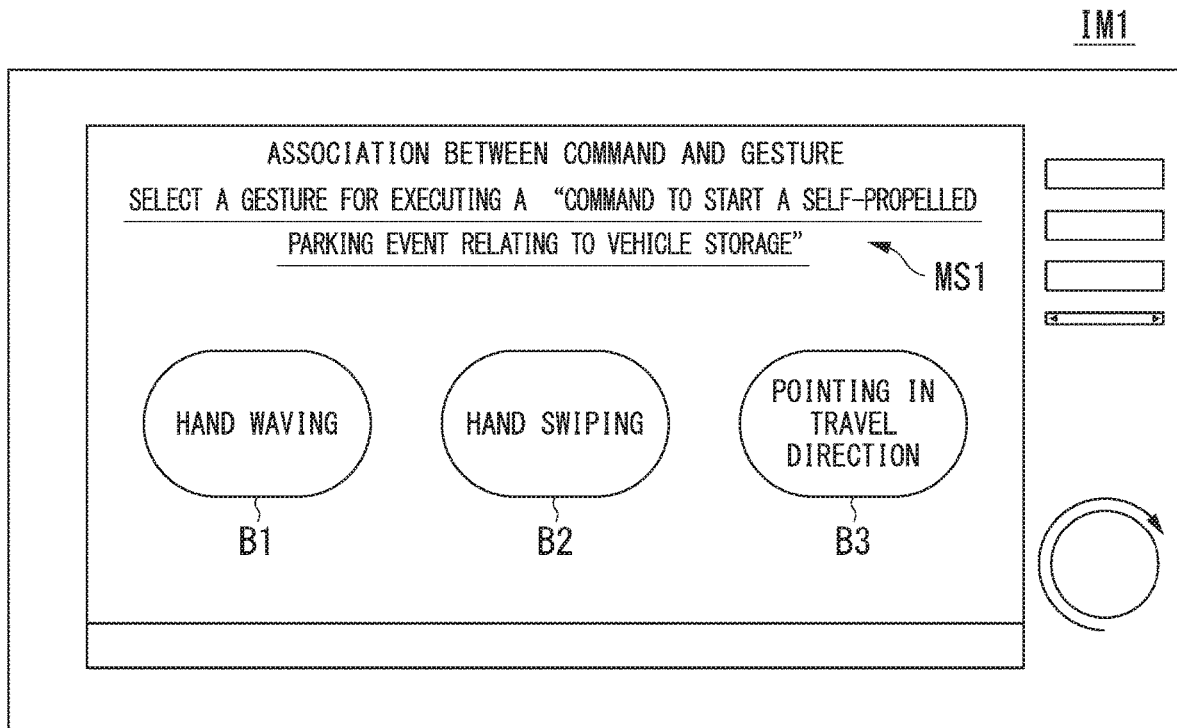 IM1
ASSOCIATION BETWEEN COMMAND AND GESTURE
SELECT A GESTURE FOR EXECUTING A “COMMAND TO START A SELF-PROPELLED
PARKING EVENT RELATING TO VEHICLE STORAGE”
MS1
HAND WAVING
HAND SWIPING
POINTING IN
TRAVEL
DIRECTION
B1
B2
B3